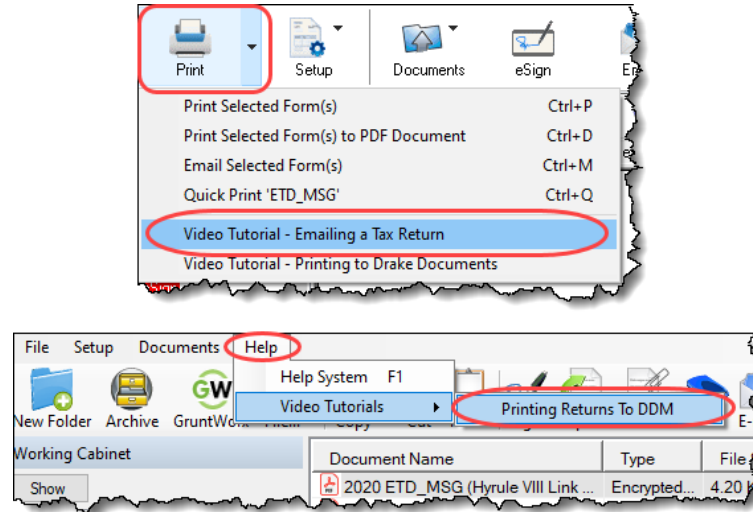 Print Setup Documents eSign
Print Selected Form(s) Ctrl+P
Print Selected Form(s) to PDF Document Ctrl+D
Email Selected Form(s) Ctrl+M
Quick Print 'ETD_MSG' Ctrl+Q
Video Tutorial - Emailing a Tax Return
Video Tutorial - Printing to Drake Documents
File Setup Documents Help
Help System F1
Video Tutorials Printing Returns To DDM
New Folder Archive
Working Cabinet Document Name Type File
Show 2020 ETD_MSG (Hyrule VIII Link ... Encrypted... 4.20